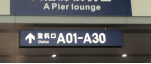 A Pier lounge
登机口 A01-A30
Gates